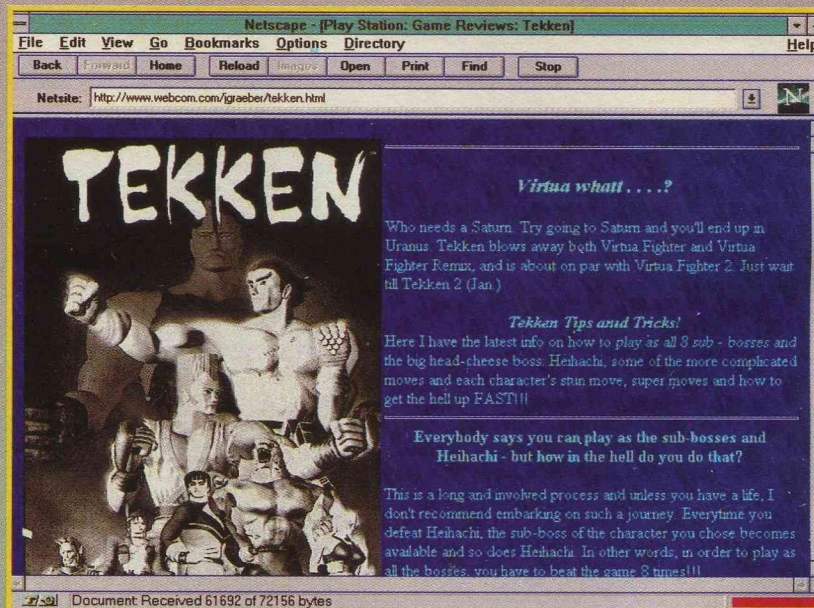 Netscape - [Play Station: Game Reviews: Tekken]
File Edit View Go Bookmarks Options Directory Help
Back Forward Home Reload Images Open Print Find Stop
Netsite: http://www.webcom.com/jgraeber/tekken.html
N
TEKKEN
Virtua whatt . . . .?
Who needs a Saturn. Try going to Saturn and you'll end up in
Uranus. Tekken blows away both Virtua Fighter and Virtua
Fighter Remix, and is about on par with Virtua Fighter 2. Just wait
till Tekken 2 (Jan.)
Tekken Tips and Tricks!
Here I have the latest info on how to play as all 8 sub - bosses and
the big head-cheese boss: Heihachi, some of the more complicated
moves and each character's stun move, super moves and how to
get the hell up FAST!!!
Everybody says you can play as the sub-bosses and
Heihachi - but how in the hell do you do that?
This is a long and involved process and unless you have a life, I
don't recommend embarking on such a journey. Everytime you
defeat Heihachi, the sub-boss of the character you chose becomes
available and so does Heihachi. In other words, in order to play as
all the bosses, you have to beat the game 8 times!!!
Document: Received 61692 of 72156 bytes